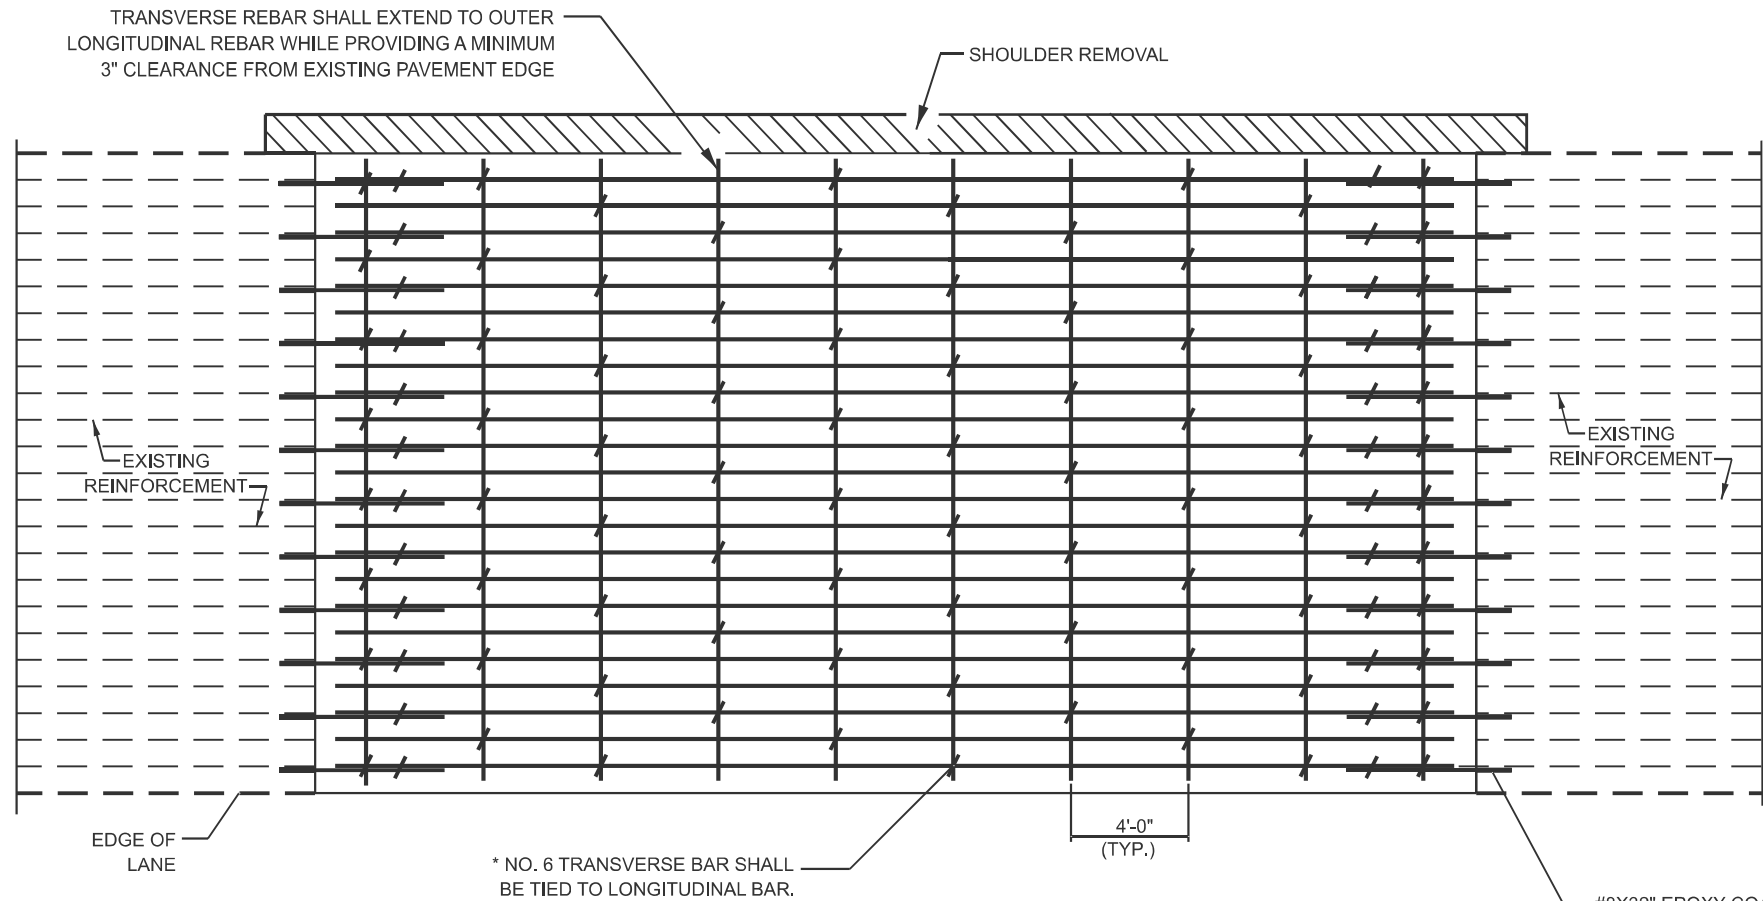 TRANSVERSE REBAR SHALL EXTEND TO OUTER
LONGITUDINAL REBAR WHILE PROVIDING A MINIMUM
3" CLEARANCE FROM EXISTING PAVEMENT EDGE
SHOULDER REMOVAL
EXISTING
REINFORCEMENT
EXISTING
REINFORCEMENT
EDGE OF
LANE
4'-0"
(TYP.)
* NO. 6 TRANSVERSE BAR SHALL
BE TIED TO LONGITUDINAL BAR.
EPOXY